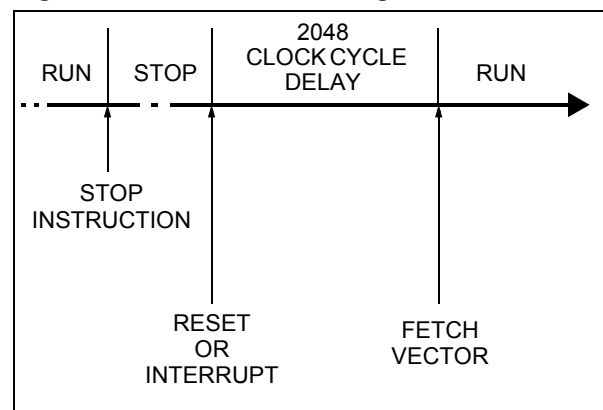 2048
CLOCK CYCLE
DELAY
RUN
STOP
RUN
STOP
INSTRUCTION
RESET
OR
INTERRUPT
FETCH
VECTOR